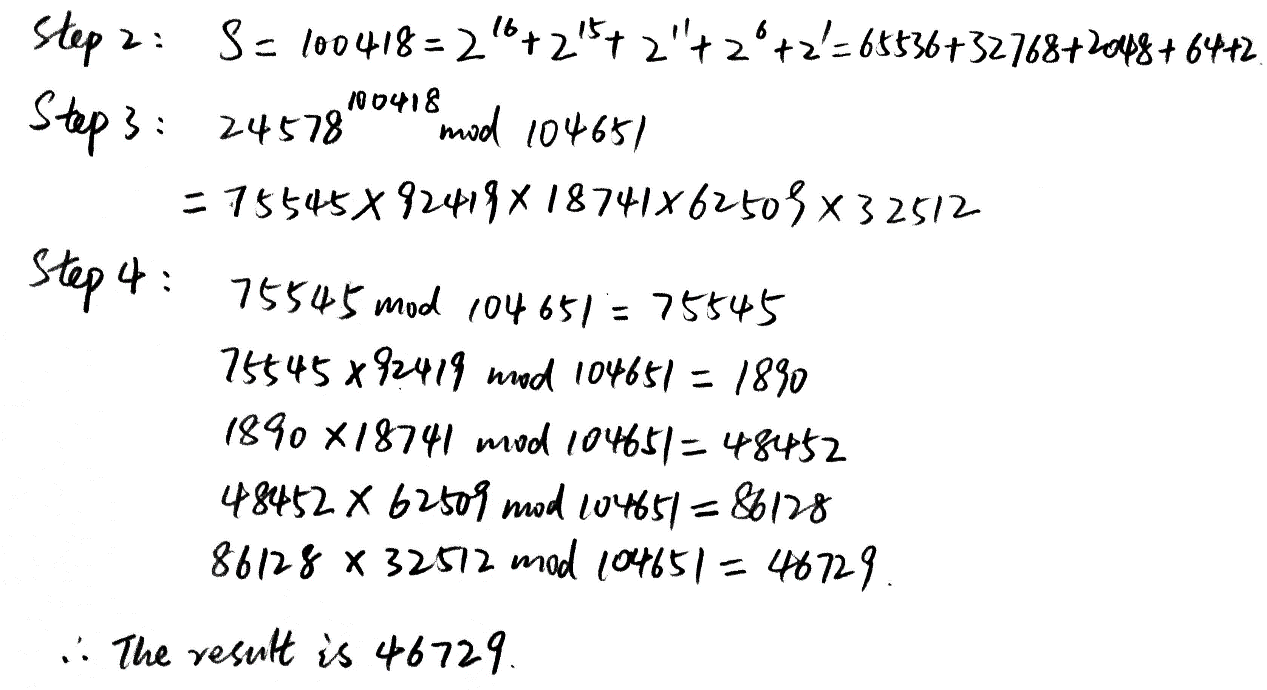 Step 2: S = 100418 = 2^16 + 2^15 + 2^11 + 2^6 + 2^1 = 65536 + 32768 + 2048 + 64 + 2
Step 3: 24578^100418 mod 104651
= 75545 × 92419 × 18741 × 62509 × 32512
Step 4: 75545 mod 104651 = 75545
75545 × 92419 mod 104651 = 1890
1890 × 18741 mod 104651 = 48452
48452 × 62509 mod 104651 = 86128
86128 × 32512 mod 104651 = 46729.
∴ The result is 46729.